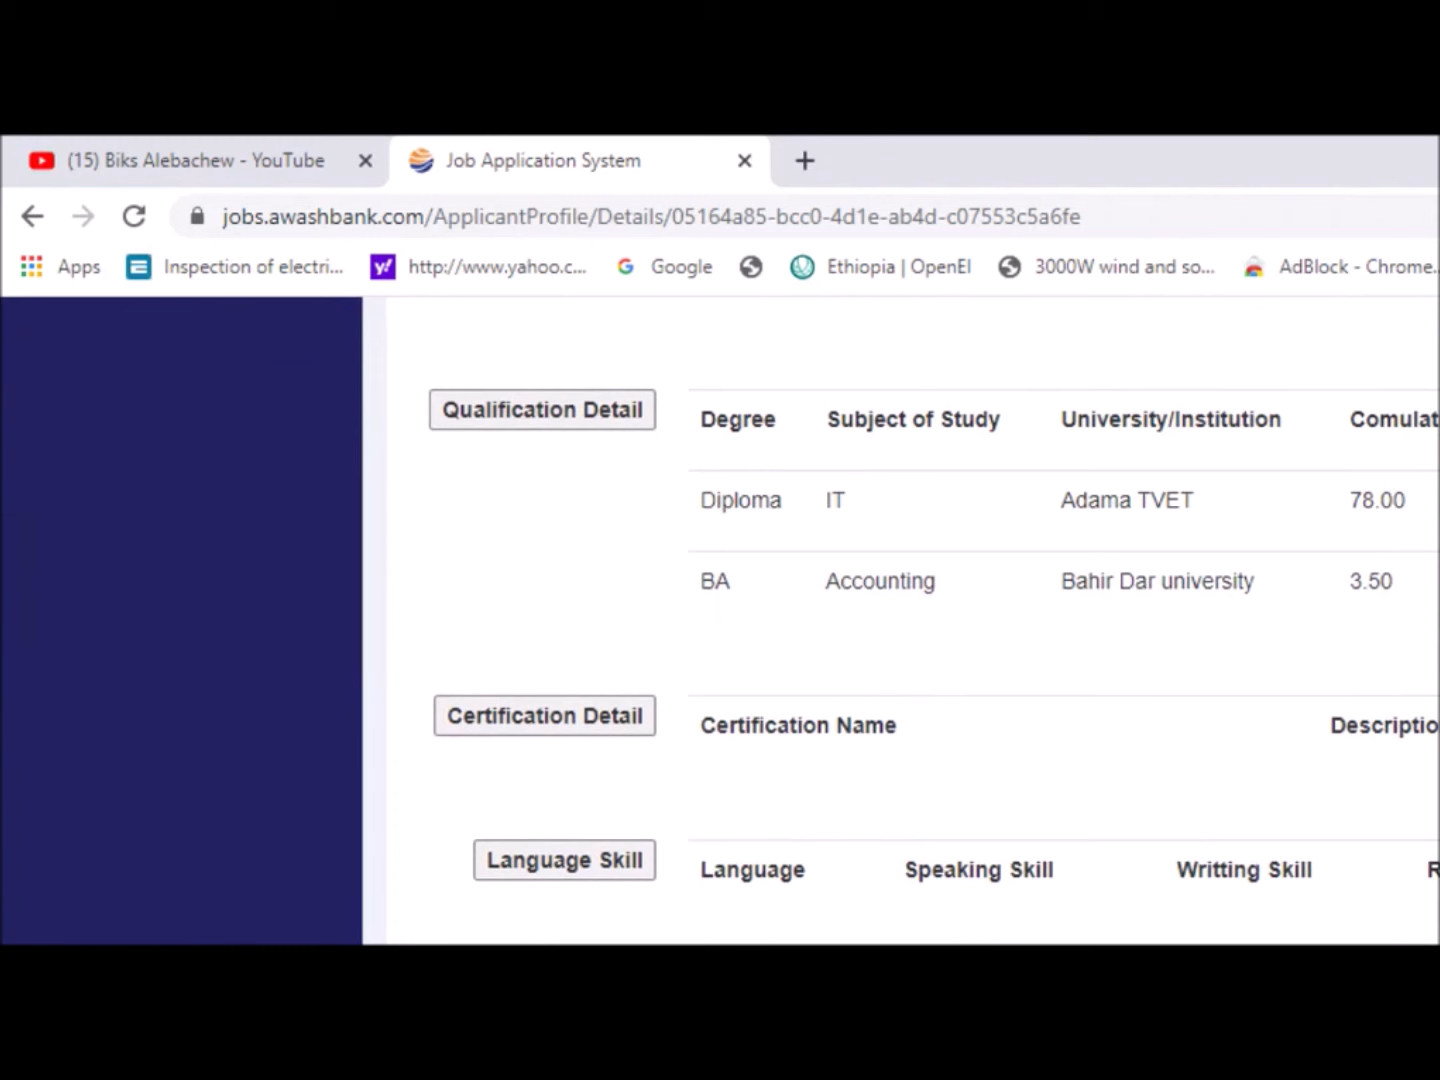 (15) Biks Alebachew - YouTube
Job Application System
jobs.awashbank.com/ApplicantProfile/Details/05164a85-bcc0-4d1e-ab4d-c07553c5a6fe
Apps Inspection of electri... http://www.yahoo.c... Google Ethiopia | OpenEI 3000W wind and so... AdBlock - Chrome..
Qualification Detail
Degree Subject of Study University/Institution Comulat
Diploma IT Adama TVET 78.00
BA Accounting Bahir Dar university 3.50
Certification Detail
Certification Name Descriptio
Language Skill
Language Speaking Skill Writting Skill R